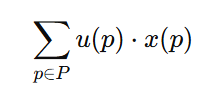 ∑_{p∈P} u(p) · x(p)